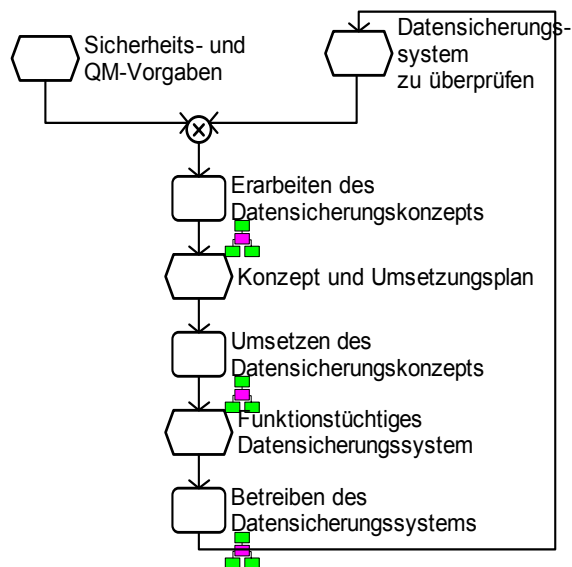 Sicherheits- und
QM-Vorgaben
Datensicherungs-
system
zu überprüfen
Erarbeiten des
Datensicherungskonzepts
Konzept und Umsetzungsplan
Umsetzen des
Datensicherungskonzepts
Funktionstüchtiges
Datensicherungssystem
Betreiben des
Datensicherungssystems